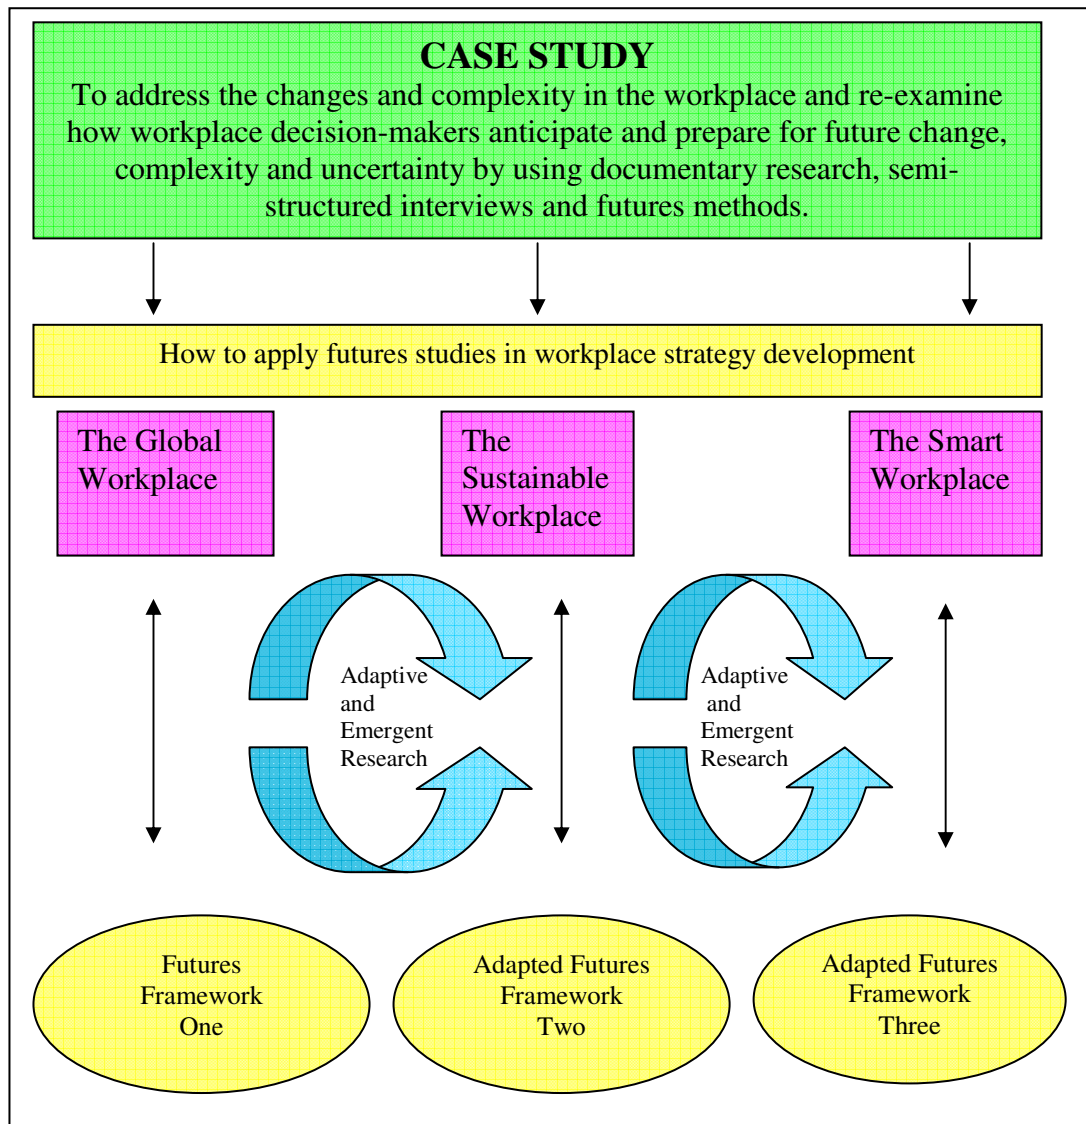 CASE STUDY
To address the changes and complexity in the workplace and re-examine
how workplace decision-makers anticipate and prepare for future change,
complexity and uncertainty by using documentary research, semi-
structured interviews and futures methods.
How to apply futures studies in workplace strategy development
The Global
Workplace
The
Sustainable
Workplace
The Smart
Workplace
Adaptive
and
Emergent
Research
Adaptive
and
Emergent
Research
Futures
Framework
One
Adapted Futures
Framework
Two
Adapted Futures
Framework
Three